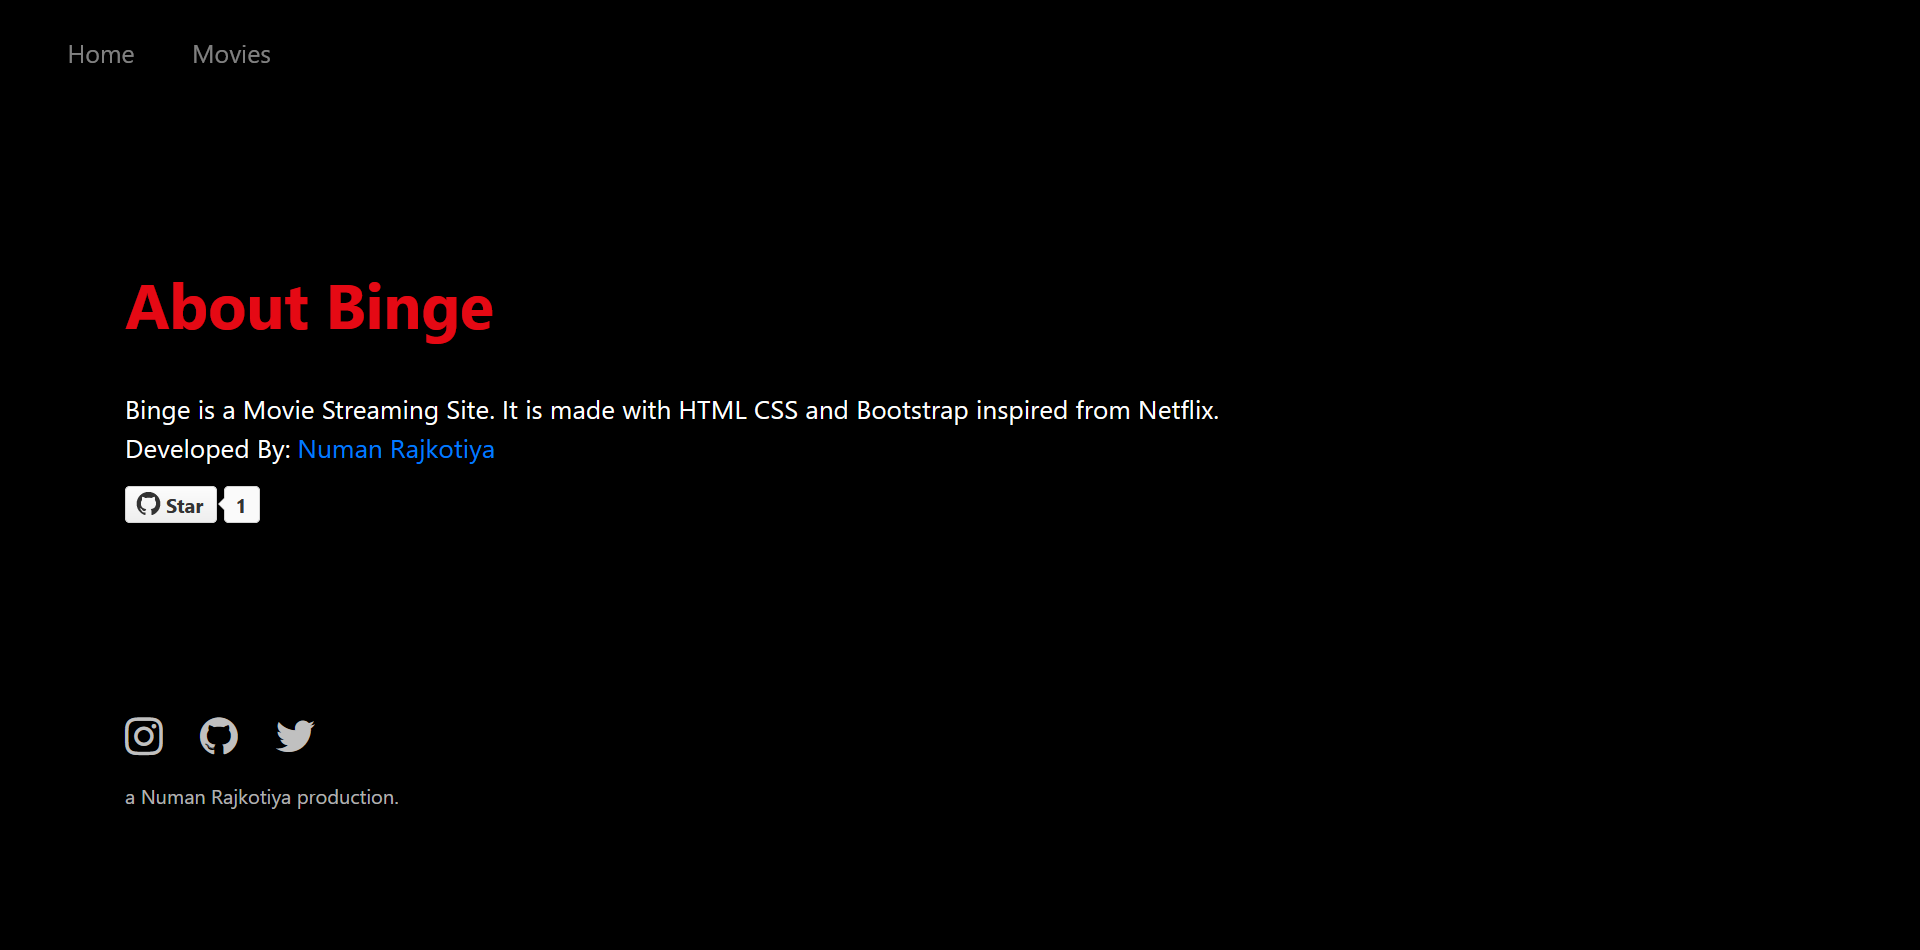 Home Movies
About Binge
Binge is a Movie Streaming Site. It is made with HTML CSS and Bootstrap inspired from Netflix.
Developed By: Numan Rajkotiya
Star 1
a Numan Rajkotiya production.